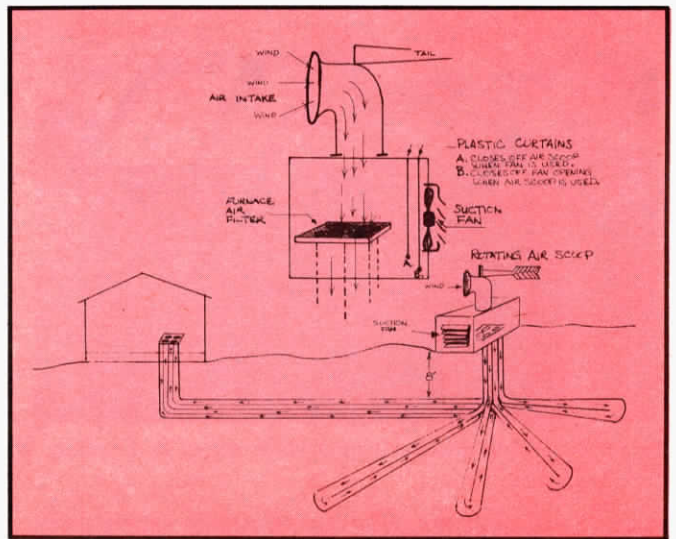 WIND
TAIL
WIND
AIR INTAKE
WIND
PLASTIC CURTAINS
A. CLOSES OFF AIR SCOOP
WHEN FAN IS USED.
B. CLOSES OFF FAN OPENING
WHEN AIR SCOOP IS USED.
FURNACE
AIR
FILTER
SUCTION
FAN
A
ROTATING AIR SCOOP
WIND
SUCTION
FAN
8'